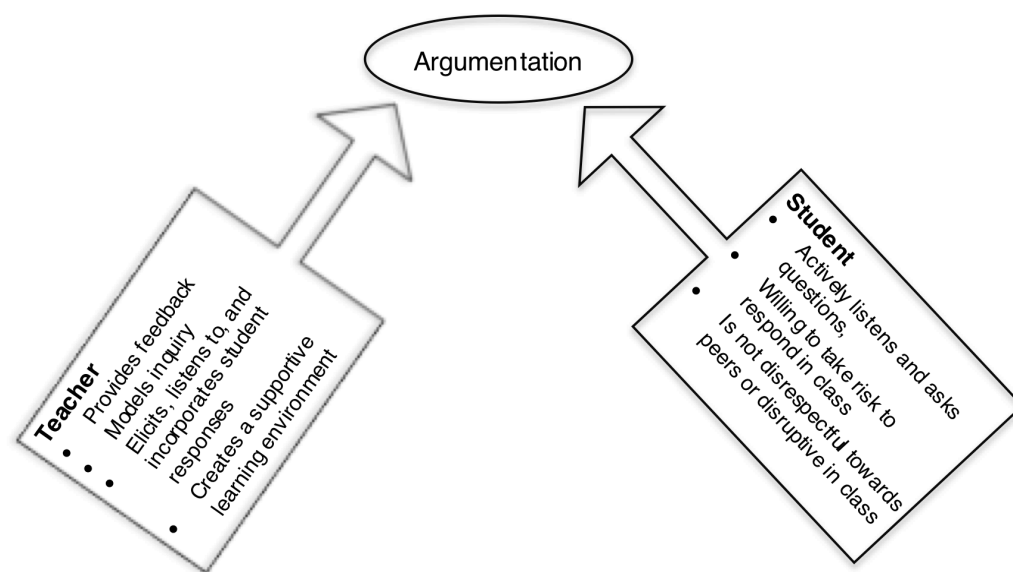 Argumentation
Teacher
• Provides feedback
• Models inquiry
• Elicits, listens to, and
incorporates student
responses
• Creates a supportive
learning environment
Student
• Actively listens and asks
questions,
• Willing to take risk to
respond in class
• Is not disrespectful towards
peers or disruptive in class